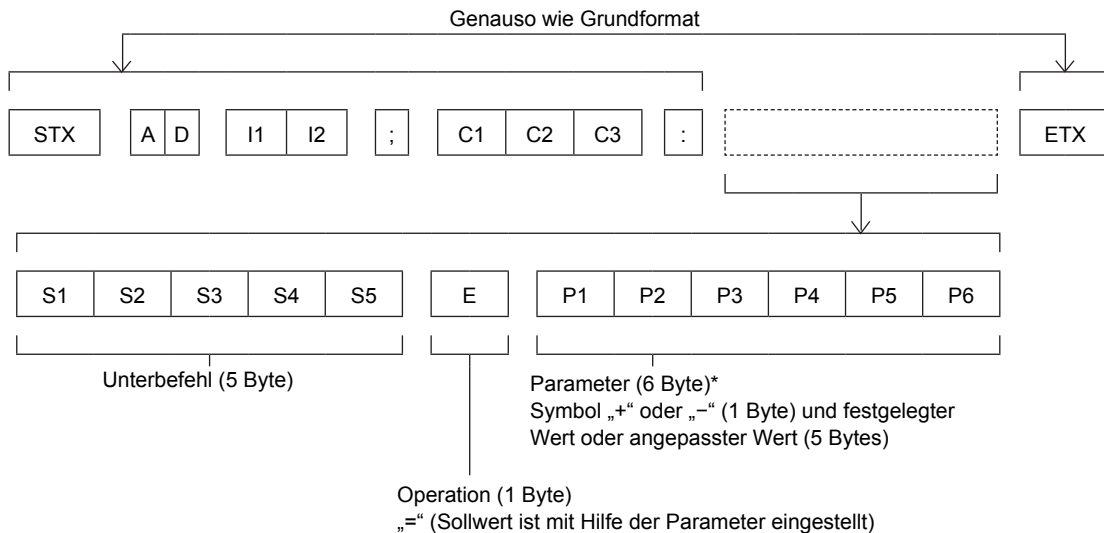 Genauso wie Grundformat
STX A D I1 I2 ; C1 C2 C3 : ETX
S1 S2 S3 S4 S5 E P1 P2 P3 P4 P5 P6
Unterbefehl (5 Byte)
Parameter (6 Byte)*
Symbol „+“ oder „−“ (1 Byte) und festgelegter
Wert oder angepasster Wert (5 Bytes)
Operation (1 Byte)
„=“ (Sollwert ist mit Hilfe der Parameter eingestellt)